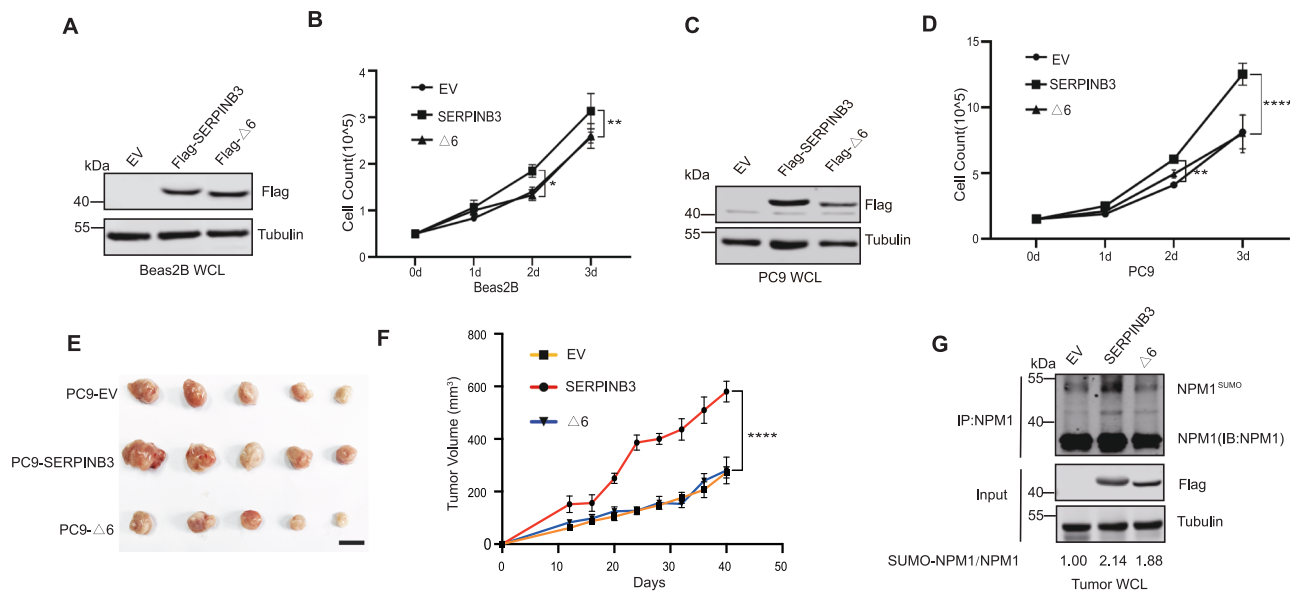 A
kDa
EV
Flag-SERPINB3
Flag-△6
40
Flag
55
Tubulin
Beas2B WCL
B
Cell Count(10^5)
4
3
2
1
0
EV
SERPINB3
△6
*
**
0d 1d 2d 3d
Beas2B
C
kDa
EV
Flag-SERPINB3
Flag-△6
40
Flag
55
Tubulin
PC9 WCL
D
Cell Count(10^5)
15
10
5
0
EV
SERPINB3
△6
**
****
0d 1d 2d 3d
PC9
E
PC9-EV
PC9-SERPINB3
PC9-△6
F
Tumor Volume (mm³)
800
600
400
200
0
EV
SERPINB3
△6
****
0 10 20 30 40 50
Days
G
kDa
EV
SERPINB3
△6
55
NPM1ˢᵁᴹᴼ
IP:NPM1
40
NPM1(IB:NPM1)
Input
40
Flag
55
Tubulin
SUMO-NPM1/NPM1 1.00 2.14 1.88
Tumor WCL